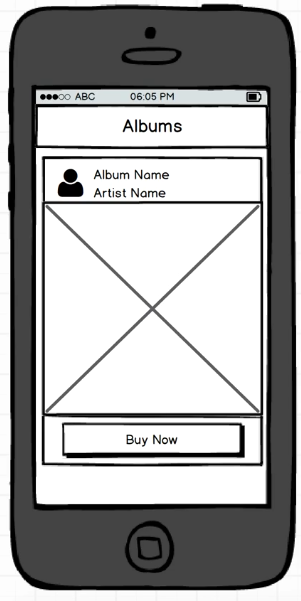 ABC 06:05 PM
Albums
Album Name
Artist Name
Buy Now